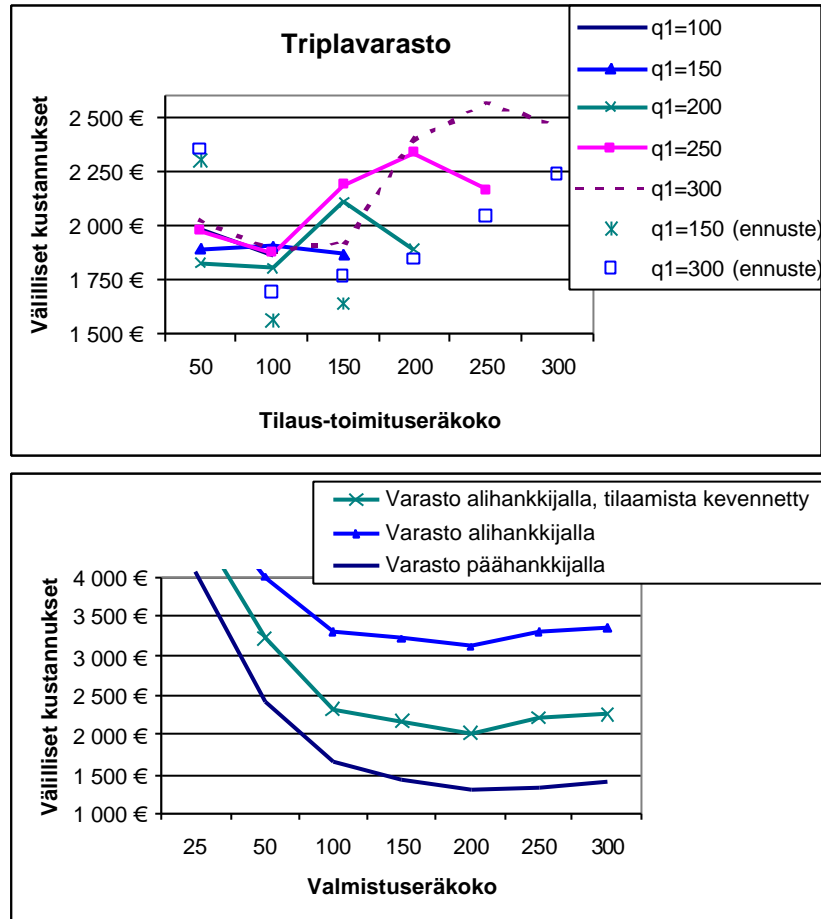 Triplavarasto
q1=100
q1=150
q1=200
q1=250
q1=300
q1=150 (ennuste)
q1=300 (ennuste)
Välilliset kustannukset
2 500 €
2 250 €
2 000 €
1 750 €
1 500 €
50 100 150 200 250 300
Tilaus-toimituseräkoko
Varasto alihankkijalla, tilaamista kevennetty
Varasto alihankkijalla
Varasto päähankkijalla
Välilliset kustannukset
4 000 €
3 500 €
3 000 €
2 500 €
2 000 €
1 500 €
1 000 €
25 50 100 150 200 250 300
Valmistuseräkoko